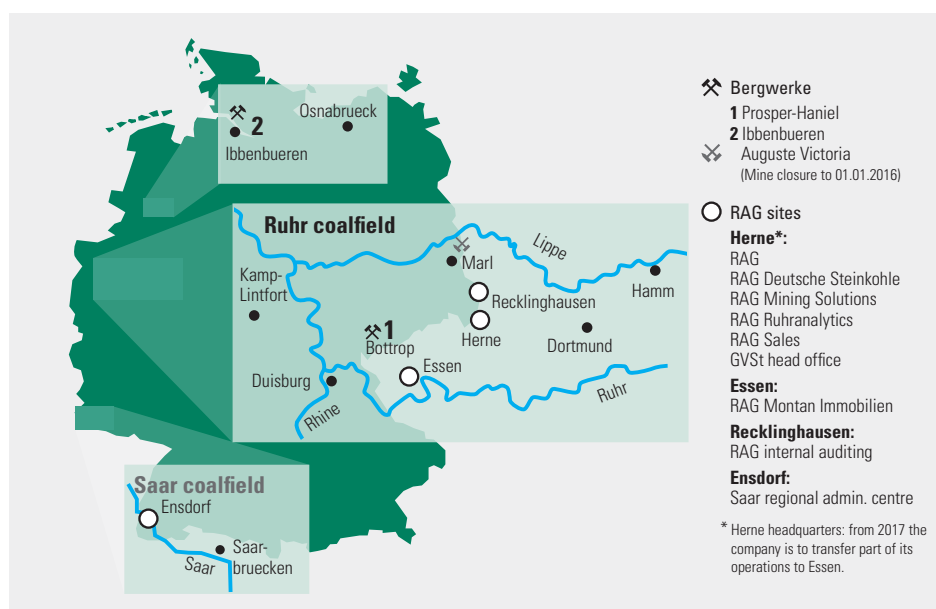 Osnabrueck
2
Ibbenbueren
Ruhr coalfield
Lippe
Marl
Kamp-
Lintfort
Hamm
Recklinghausen
1
Bottrop
Herne
Dortmund
Essen
Duisburg
Ruhr
Rhine
Saar coalfield
Ensdorf
Saar-
bruecken
Saar
Bergwerke
1 Prosper-Haniel
2 Ibbenbueren
Auguste Victoria
(Mine closure to 01.01.2016)
RAG sites
Herne*:
RAG
RAG Deutsche Steinkohle
RAG Mining Solutions
RAG Ruhranalytics
RAG Sales
GVSt head office
Essen:
RAG Montan Immobilien
Recklinghausen:
RAG internal auditing
Ensdorf:
Saar regional admin. centre
* Herne headquarters: from 2017 the
company is to transfer part of its
operations to Essen.